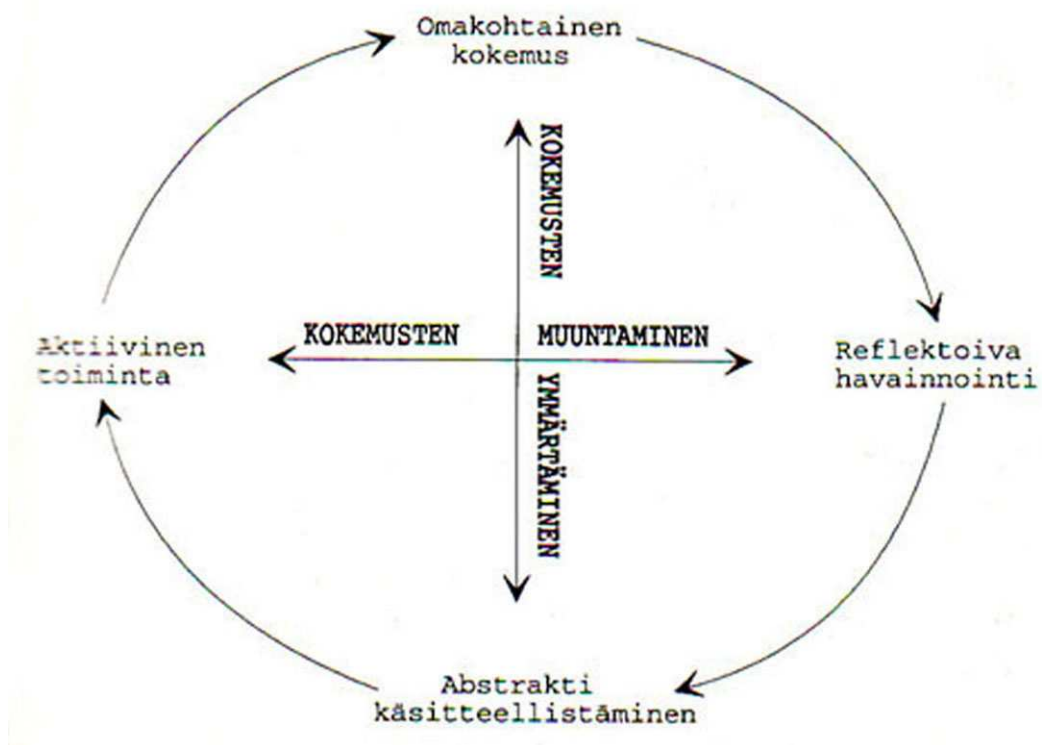 Omakohtainen
kokemus
KOKEMUSTEN
KOKEMUSTEN MUUNTAMINEN
Aktiivinen
toiminta
Reflektoiva
havainnointi
YMMÄRTÄMINEN
Abstrakti
käsitteellistäminen